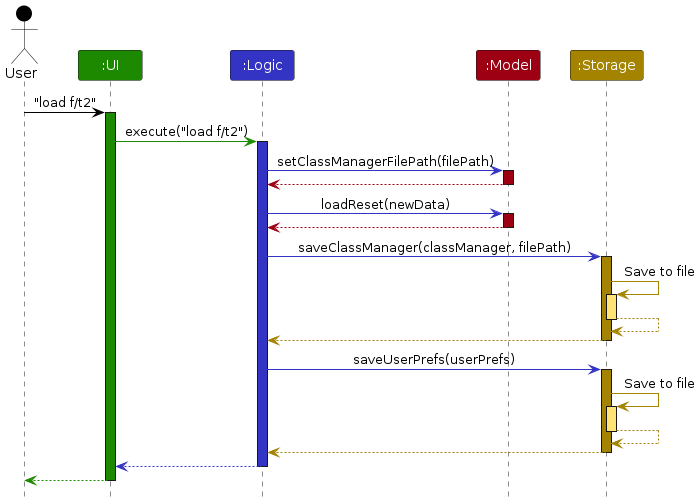 User
:UI
:Logic
:Model
:Storage
"load f/t2"
execute("load f/t2")
setClassManagerFilePath(filePath)
loadReset(newData)
saveClassManager(classManager, filePath)
Save to file
saveUserPrefs(userPrefs)
Save to file